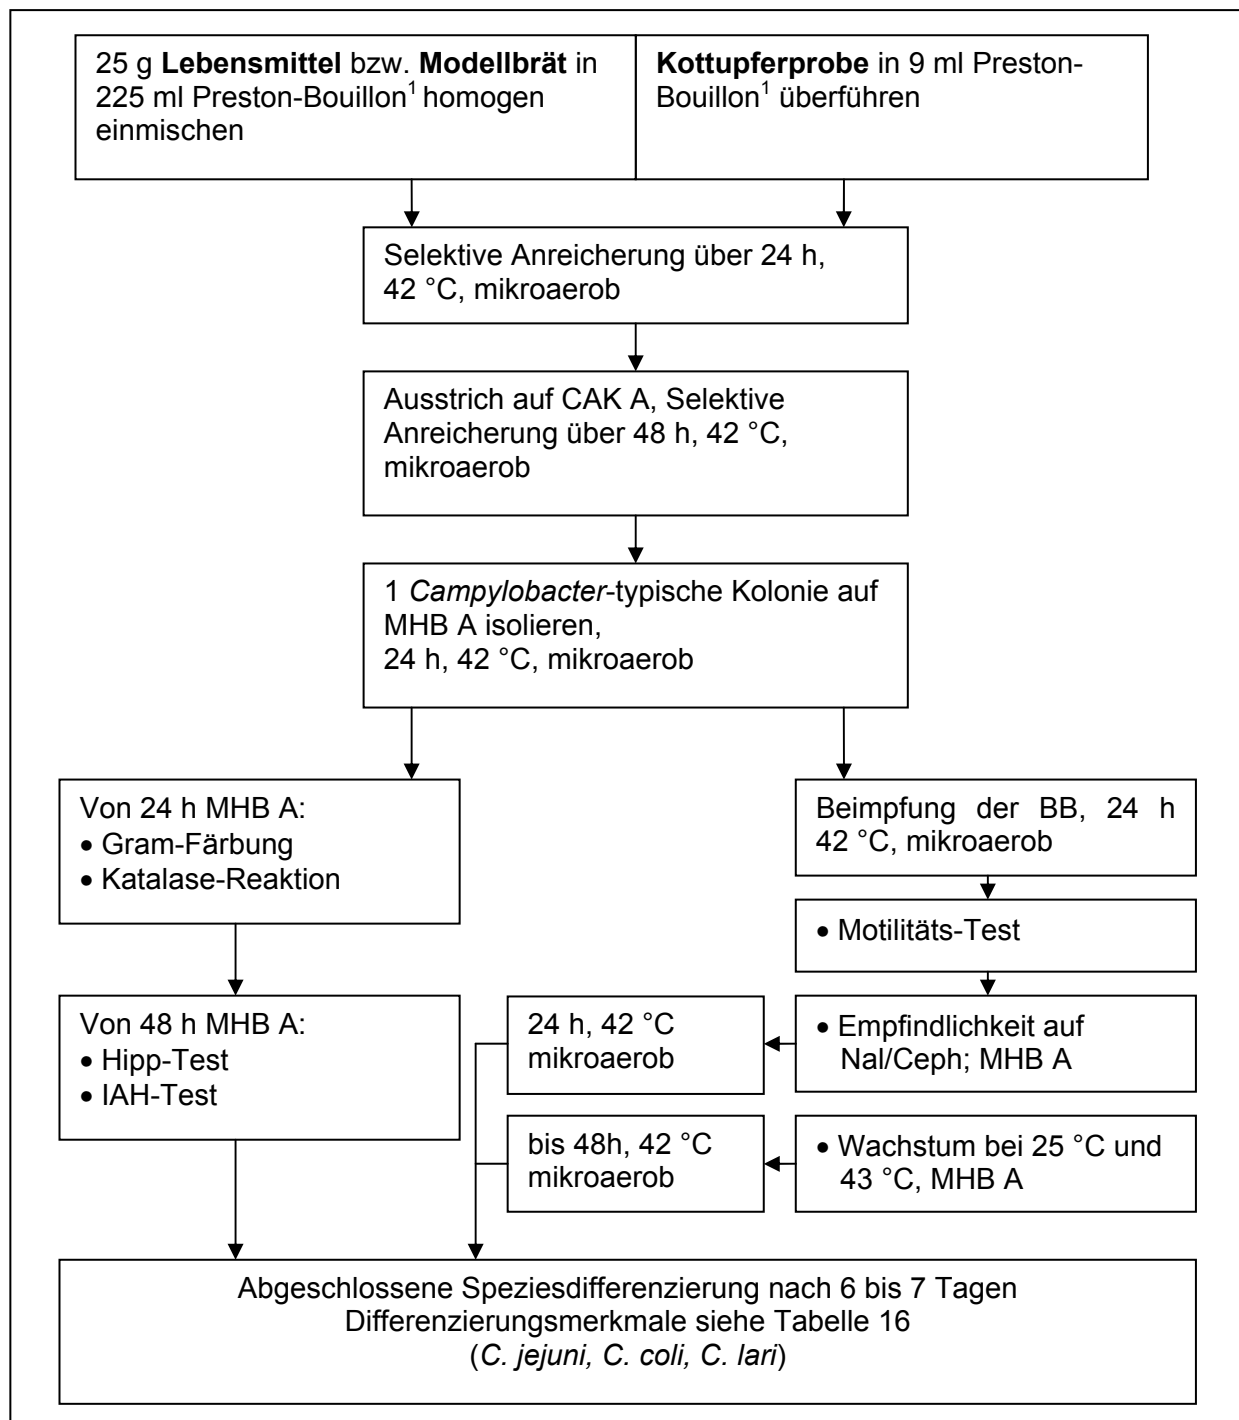 25 g Lebensmittel bzw. Modellbrät in
225 ml Preston-Bouillon¹ homogen
einmischen
Kottupferprobe in 9 ml Preston-
Bouillon¹ überführen
Selektive Anreicherung über 24 h,
42 °C, mikroaerob
Ausstrich auf CAK A, Selektive
Anreicherung über 48 h, 42 °C,
mikroaerob
1 Campylobacter-typische Kolonie auf
MHB A isolieren,
24 h, 42 °C, mikroaerob
Von 24 h MHB A:
• Gram-Färbung
• Katalase-Reaktion
Beimpfung der BB, 24 h
42 °C, mikroaerob
• Motilitäts-Test
Von 48 h MHB A:
• Hipp-Test
• IAH-Test
24 h, 42 °C
mikroaerob
• Empfindlichkeit auf
Nal/Ceph; MHB A
bis 48h, 42 °C
mikroaerob
• Wachstum bei 25 °C und
43 °C, MHB A
Abgeschlossene Speziesdifferenzierung nach 6 bis 7 Tagen
Differenzierungsmerkmale siehe Tabelle 16
(C. jejuni, C. coli, C. lari)